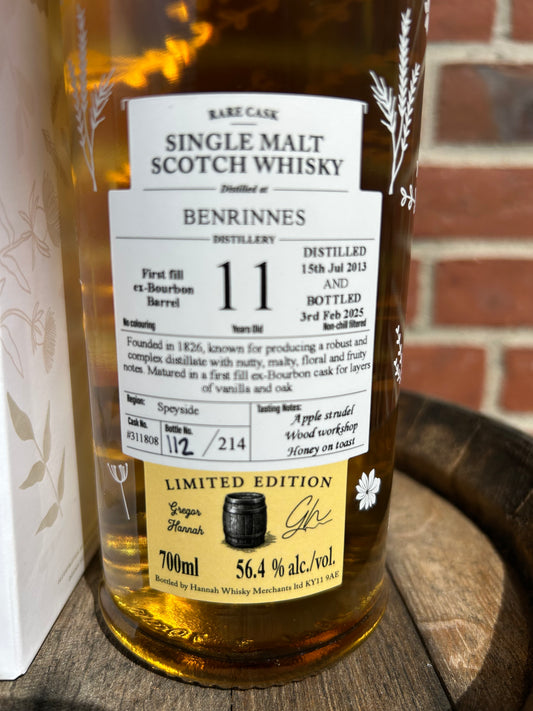 RARE CASK
SINGLE MALT
SCOTCH WHISKY
Distilled at
BENRINNES
DISTILLERY
First fill
ex-Bourbon
Barrel
No colouring
11
Years Old
DISTILLED
15th Jul 2013
AND
BOTTLED
3rd Feb 2025
Non-chill filtered
Founded in 1826, known for producing a robust and
complex distillate with nutty, malty, floral and fruity
notes. Matured in a first fill ex-Bourbon cask for layers
of vanilla and oak
Region:
Speyside
Cask No.
#311808
Bottle No.
112 / 214
Tasting Notes:
Apple strudel
Wood workshop
Honey on toast
LIMITED EDITION
Gregor
Hannah
GH
700ml
56.4 % alc./vol.
Bottled by Hannah Whisky Merchants ltd KY11 9AE